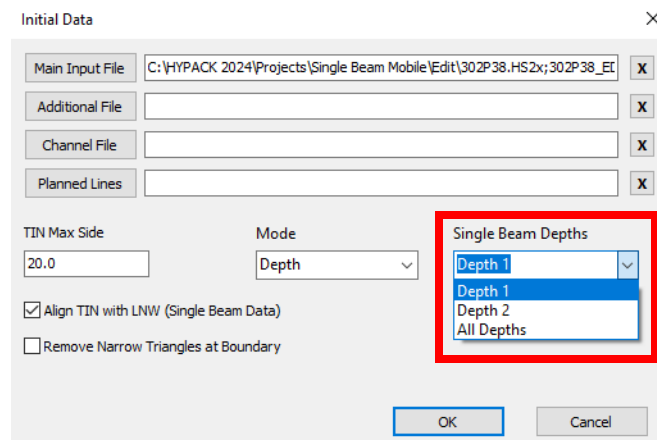 Initial Data
Main Input File C:\HYPACK 2024\Projects\Single Beam Mobile\Edit\302P38.HS2x;302P38_EI X
Additional File X
Channel File X
Planned Lines X
TIN Max Side Mode Single Beam Depths
20.0 Depth Depth 1
Depth 1
Depth 2
All Depths
Align TIN with LNW (Single Beam Data)
Remove Narrow Triangles at Boundary
OK Cancel